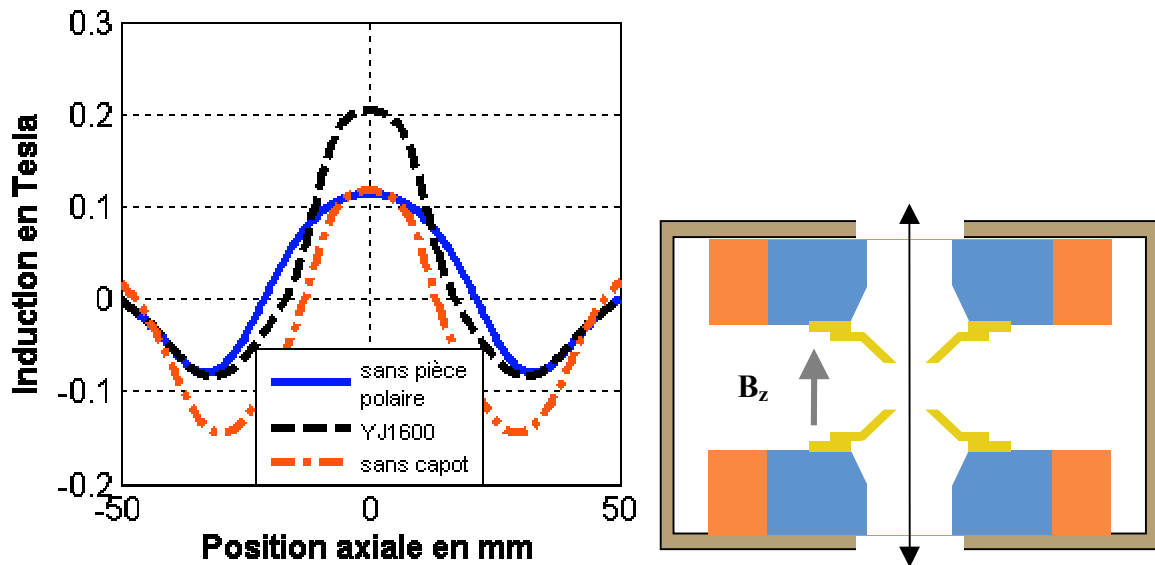 0.3
0.2
0.1
0
-0.1
-0.2
Induction en Tesla
-50
0
50
Position axiale en mm
sans pièce
polaire
YJ1600
sans capot
Bz